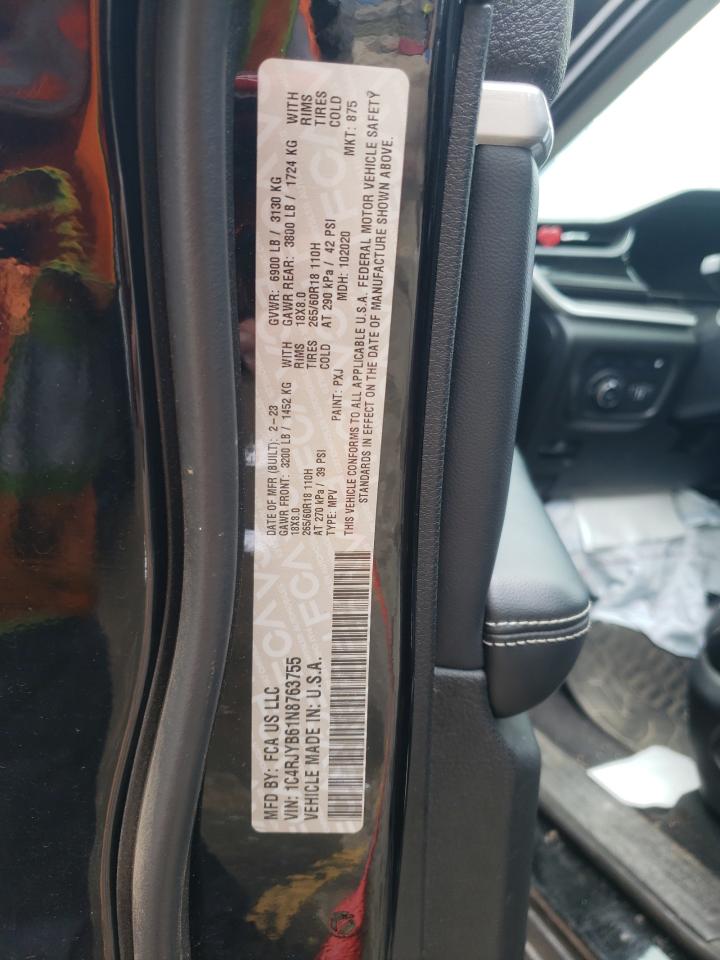 MFD BY: FCA US LLC
VIN: 1C4RJYB61N8763755
VEHICLE MADE IN: U.S.A.
DATE OF MFR (BUILT): 2-23 GVWR: 6900 LB / 3130 KG
GAWR FRONT: 3200 LB / 1452 KG WITH GAWR REAR: 3800 LB / 1724 KG WITH
18X8.0 RIMS 18X8.0 RIMS
265/60R18 110H TIRES 265/60R18 110H TIRES
AT 270 kPa / 39 PSI COLD AT 290 kPa / 42 PSI COLD
TYPE: MPV PAINT: PXJ MDH: 102020 MKT: 875
THIS VEHICLE CONFORMS TO ALL APPLICABLE U.S.A. FEDERAL MOTOR VEHICLE SAFETY
STANDARDS IN EFFECT ON THE DATE OF MANUFACTURE SHOWN ABOVE.